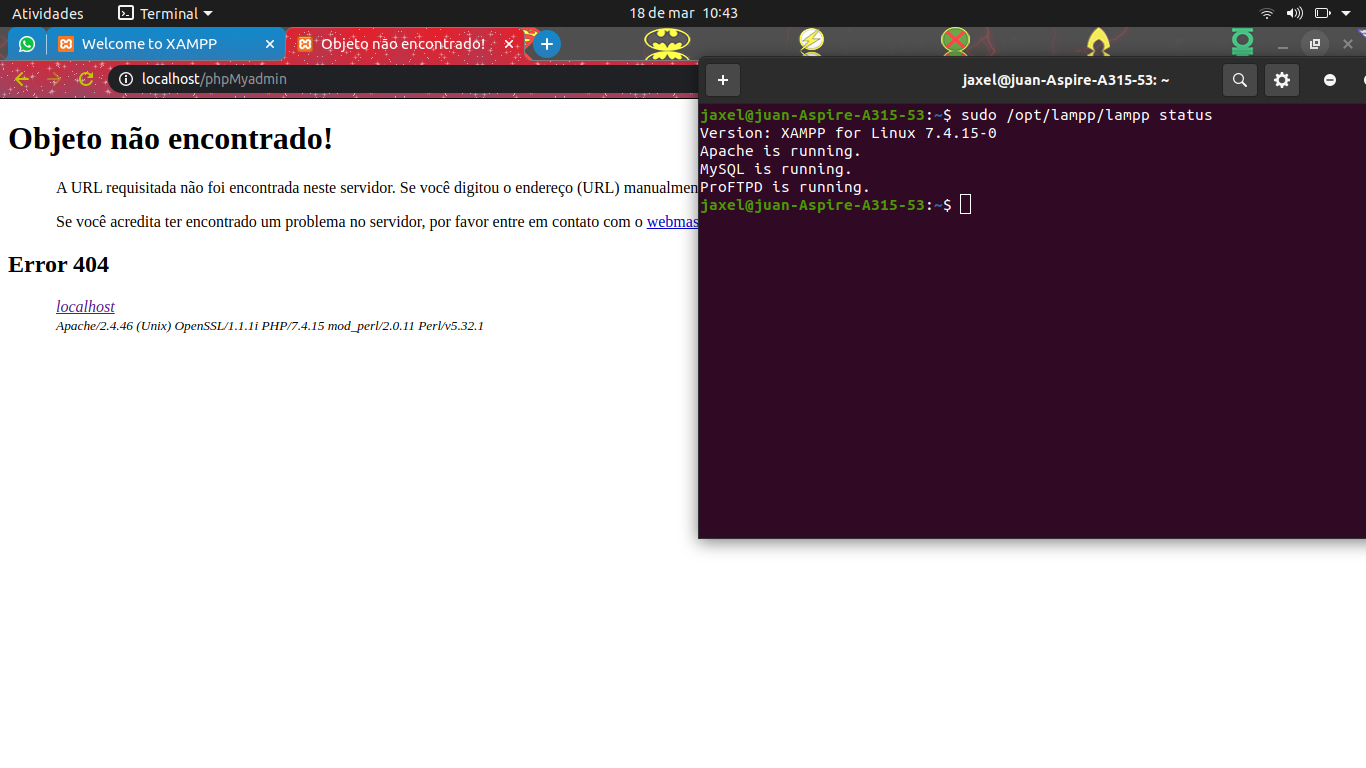 Atividades
Terminal
18 de mar 10:43
Welcome to XAMPP
Objeto não encontrado!
localhost/phpMyadmin
jaxel@juan-Aspire-A315-53: ~
Objeto não encontrado!
A URL requisitada não foi encontrada neste servidor. Se você digitou o endereço (URL) manualmen
Se você acredita ter encontrado um problema no servidor, por favor entre em contato com o webmas
Error 404
localhost
Apache/2.4.46 (Unix) OpenSSL/1.1.1i PHP/7.4.15 mod_perl/2.0.11 Perl/v5.32.1
jaxel@juan-Aspire-A315-53:~$ sudo /opt/lampp/lampp status
Version: XAMPP for Linux 7.4.15-0
Apache is running.
MySQL is running.
ProFTPD is running.
jaxel@juan-Aspire-A315-53:~$